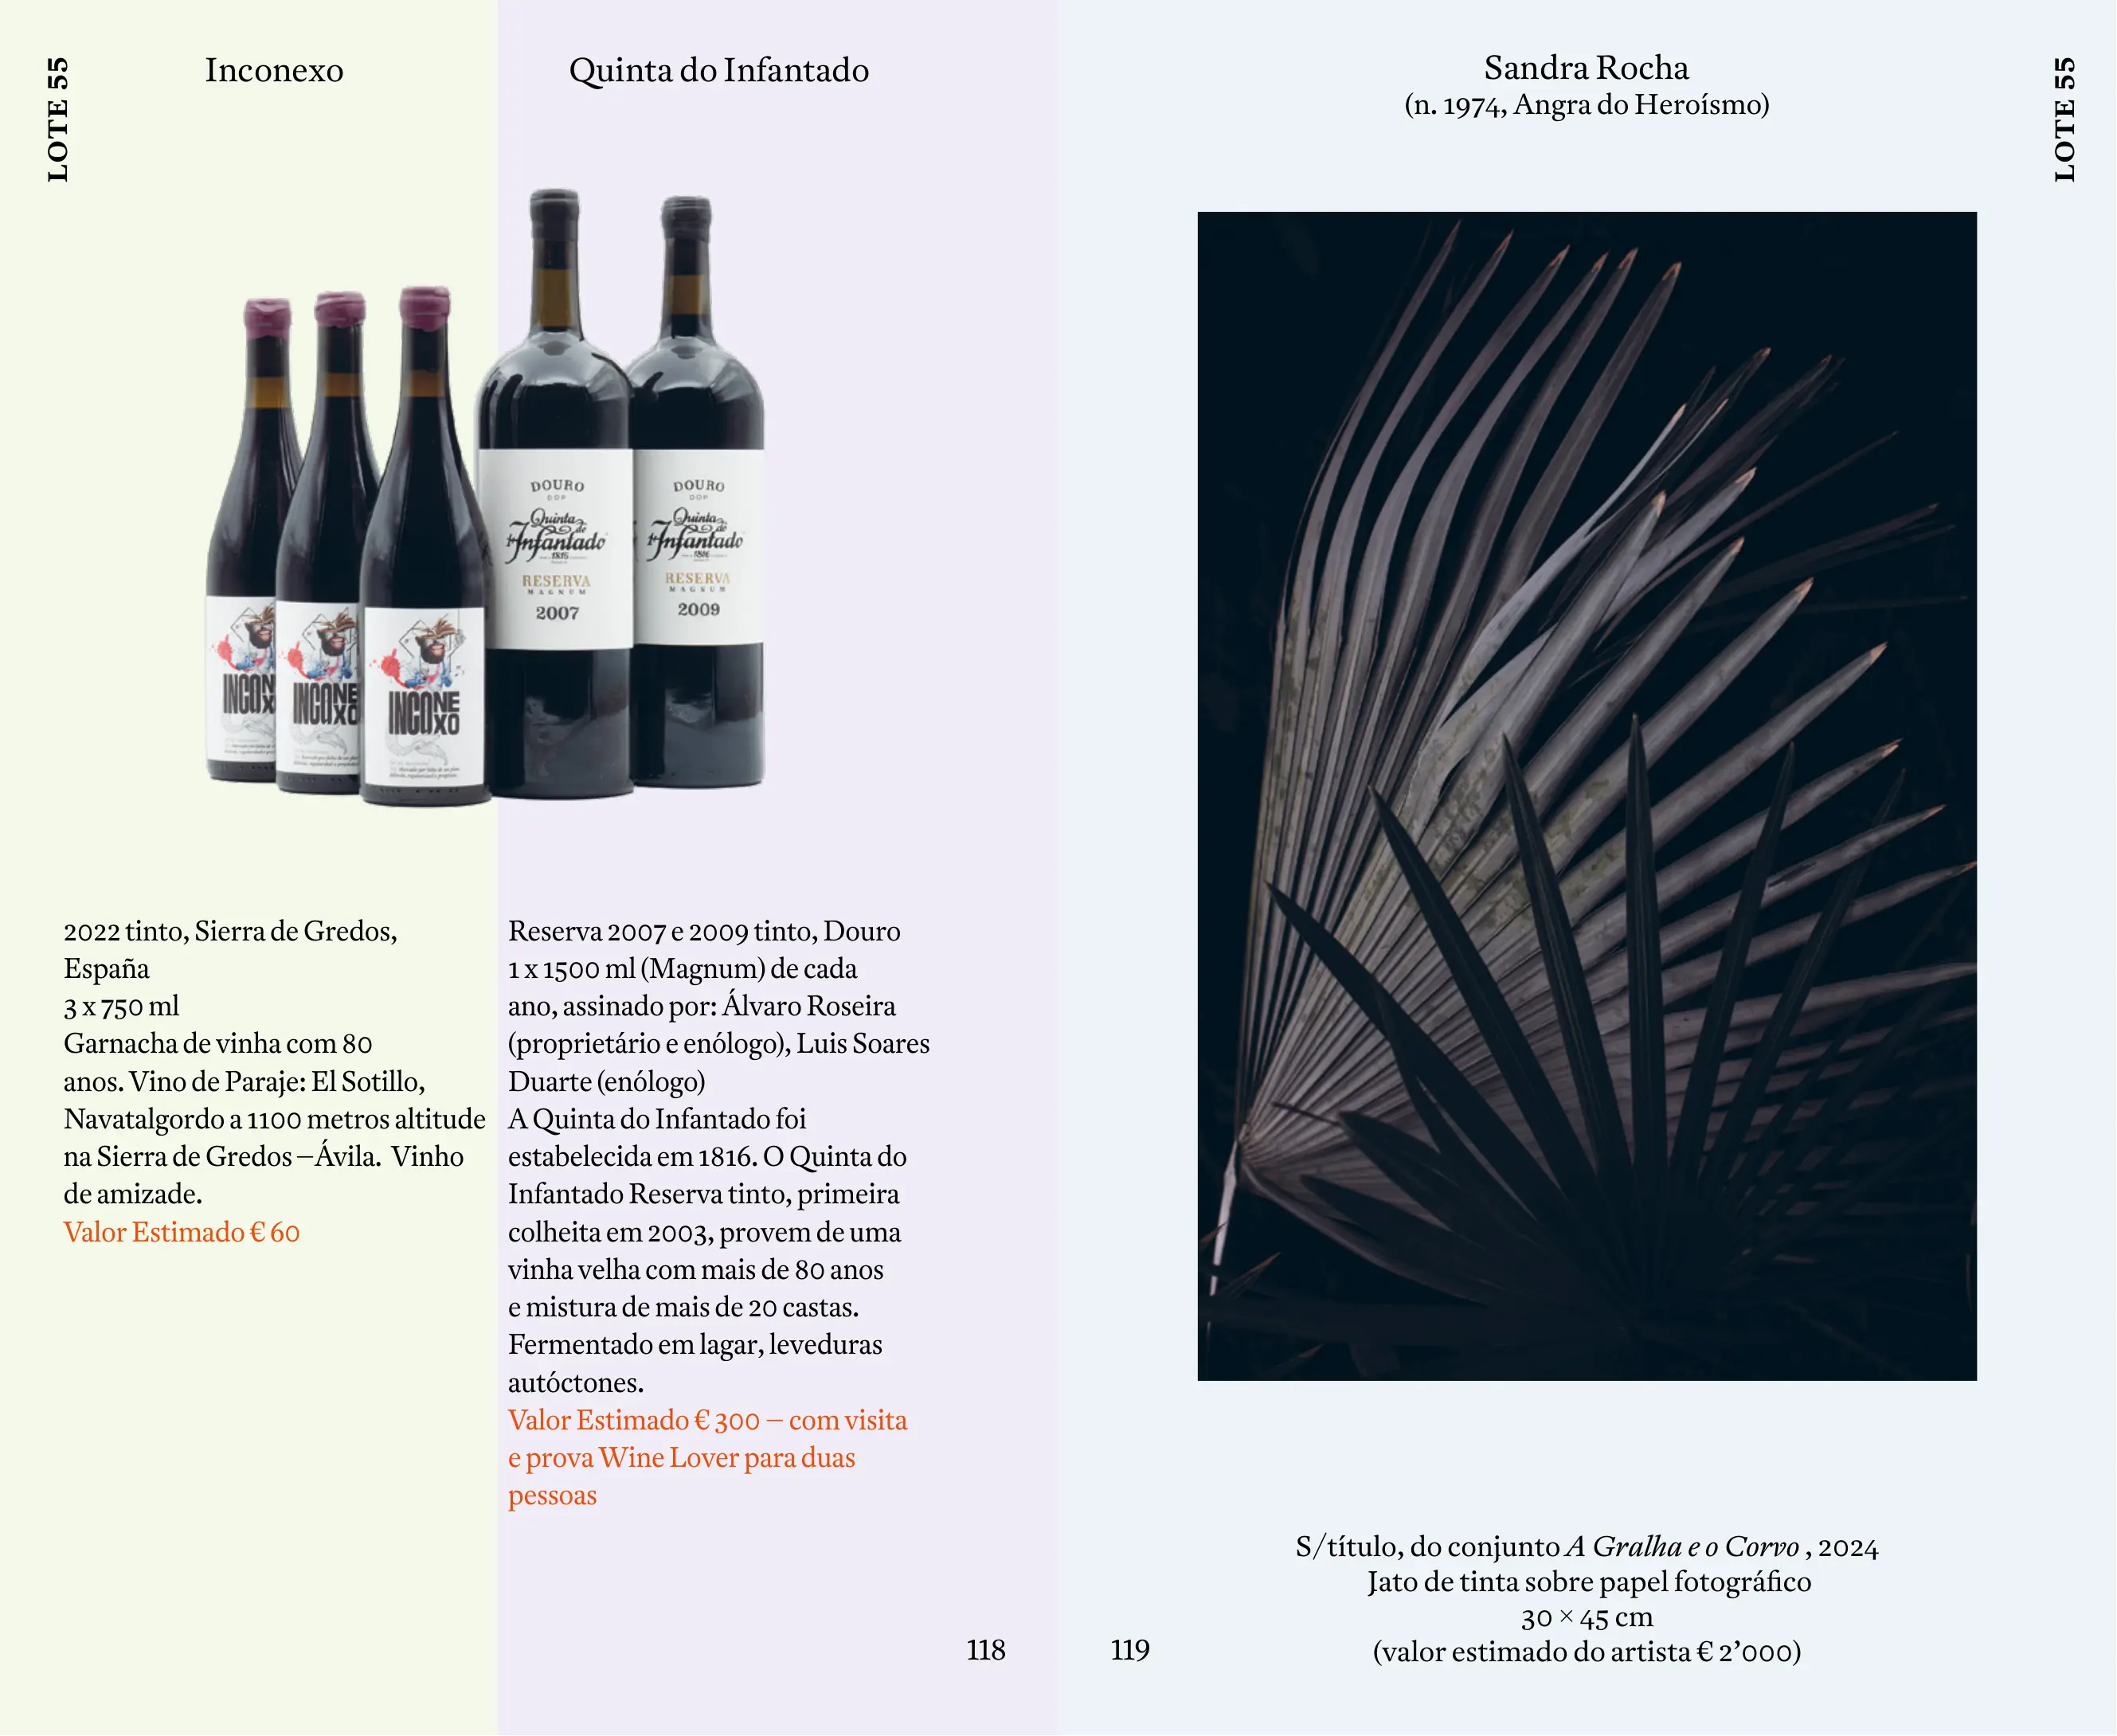 LOTE 55
Inconexo
Quinta do Infantado
INCONEXO
INCONEXO
INCONEXO
DOURO
DOP
Quinta do
Infantado
1816
RESERVA
MAGNUM
2007
DOURO
DOP
Quinta do
Infantado
1816
RESERVA
MAGNUM
2009
2022 tinto, Sierra de Gredos,
España
3 x 750 ml
Garnacha de vinha com 80
anos. Vino de Paraje: El Sotillo,
Navatalgordo a 1100 metros altitude
na Sierra de Gredos –Ávila.  Vinho
de amizade.
Valor Estimado € 60
Reserva 2007 e 2009 tinto, Douro
1 x 1500 ml (Magnum) de cada
ano, assinado por: Álvaro Roseira
(proprietário e enólogo), Luis Soares
Duarte (enólogo)
A Quinta do Infantado foi
estabelecida em 1816. O Quinta do
Infantado Reserva tinto, primeira
colheita em 2003, provem de uma
vinha velha com mais de 80 anos
e mistura de mais de 20 castas.
Fermentado em lagar, leveduras
autóctones.
Valor Estimado € 300 – com visita
e prova Wine Lover para duas
pessoas
118
Sandra Rocha
(n. 1974, Angra do Heroísmo)
LOTE 55
S/título, do conjunto A Gralha e o Corvo , 2024
Jato de tinta sobre papel fotográfico
30 × 45 cm
(valor estimado do artista € 2’000)
119